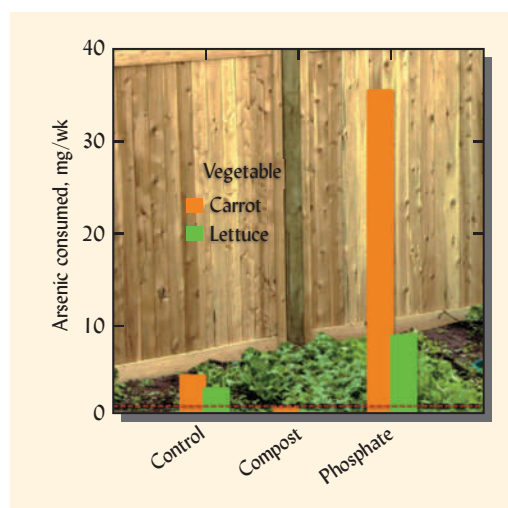 40
30
20
10
0
Arsenic consumed, mg/wk
Vegetable
Carrot
Lettuce
Control
Compost
Phosphate